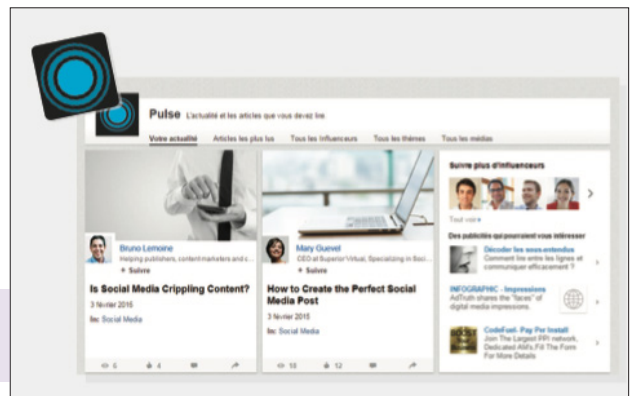 Pulse L'actualité et les articles que vous devez lire
Votre actualité Articles les plus lus Tous les Influenceurs Tous les thèmes Tous les médias
Bruno Lemoine
Helping publishers, content marketers and c...
+ Suivre
Is Social Media Crippling Content?
3 février 2015
In: Social Media
6 4
Mary Guevel
CEO at Superior Virtual, Specializing in Soci...
+ Suivre
How to Create the Perfect Social
Media Post
3 février 2015
In: Social Media
18 12
Suivre plus d'influenceurs
Tout voir
Des publicités qui pourraient vous intéresser
Décoder les sous-entendus
Comment lire entre les lignes et
communiquer efficacement ?
INFOGRAPHIC - Impressions
AdTruth shares the "faces" of
digital media impressions.
CodeFuel- Pay Per Install
Join The Largest PPI network,
Dedicated AM's,Fill The Form
For More Details